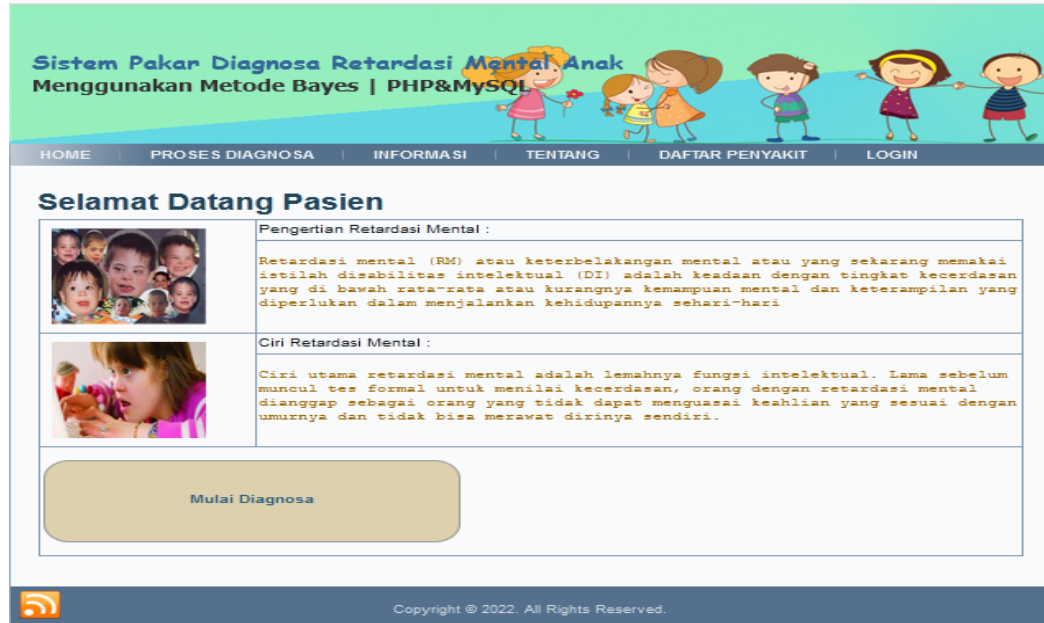 Sistem Pakar Diagnosa Retardasi Mental Anak
Menggunakan Metode Bayes | PHP&MySQL
HOME | PROSES DIAGNOSA | INFORMASI | TENTANG | DAFTAR PENYAKIT | LOGIN
Selamat Datang Pasien
Pengertian Retardasi Mental :
Retardasi mental (RM) atau keterbelakangan mental atau yang sekarang memakai
istilah disabilitas intelektual (DI) adalah keadaan dengan tingkat kecerdasan
yang di bawah rata-rata atau kurangnya kemampuan mental dan keterampilan yang
diperlukan dalam menjalankan kehidupannya sehari-hari
Ciri Retardasi Mental :
Ciri utama retardasi mental adalah lemahnya fungsi intelektual. Lama sebelum
muncul tes formal untuk menilai kecerdasan, orang dengan retardasi mental
dianggap sebagai orang yang tidak dapat menguasai keahlian yang sesuai dengan
umurnya dan tidak bisa merawat dirinya sendiri.
Mulai Diagnosa
Copyright © 2022. All Rights Reserved.